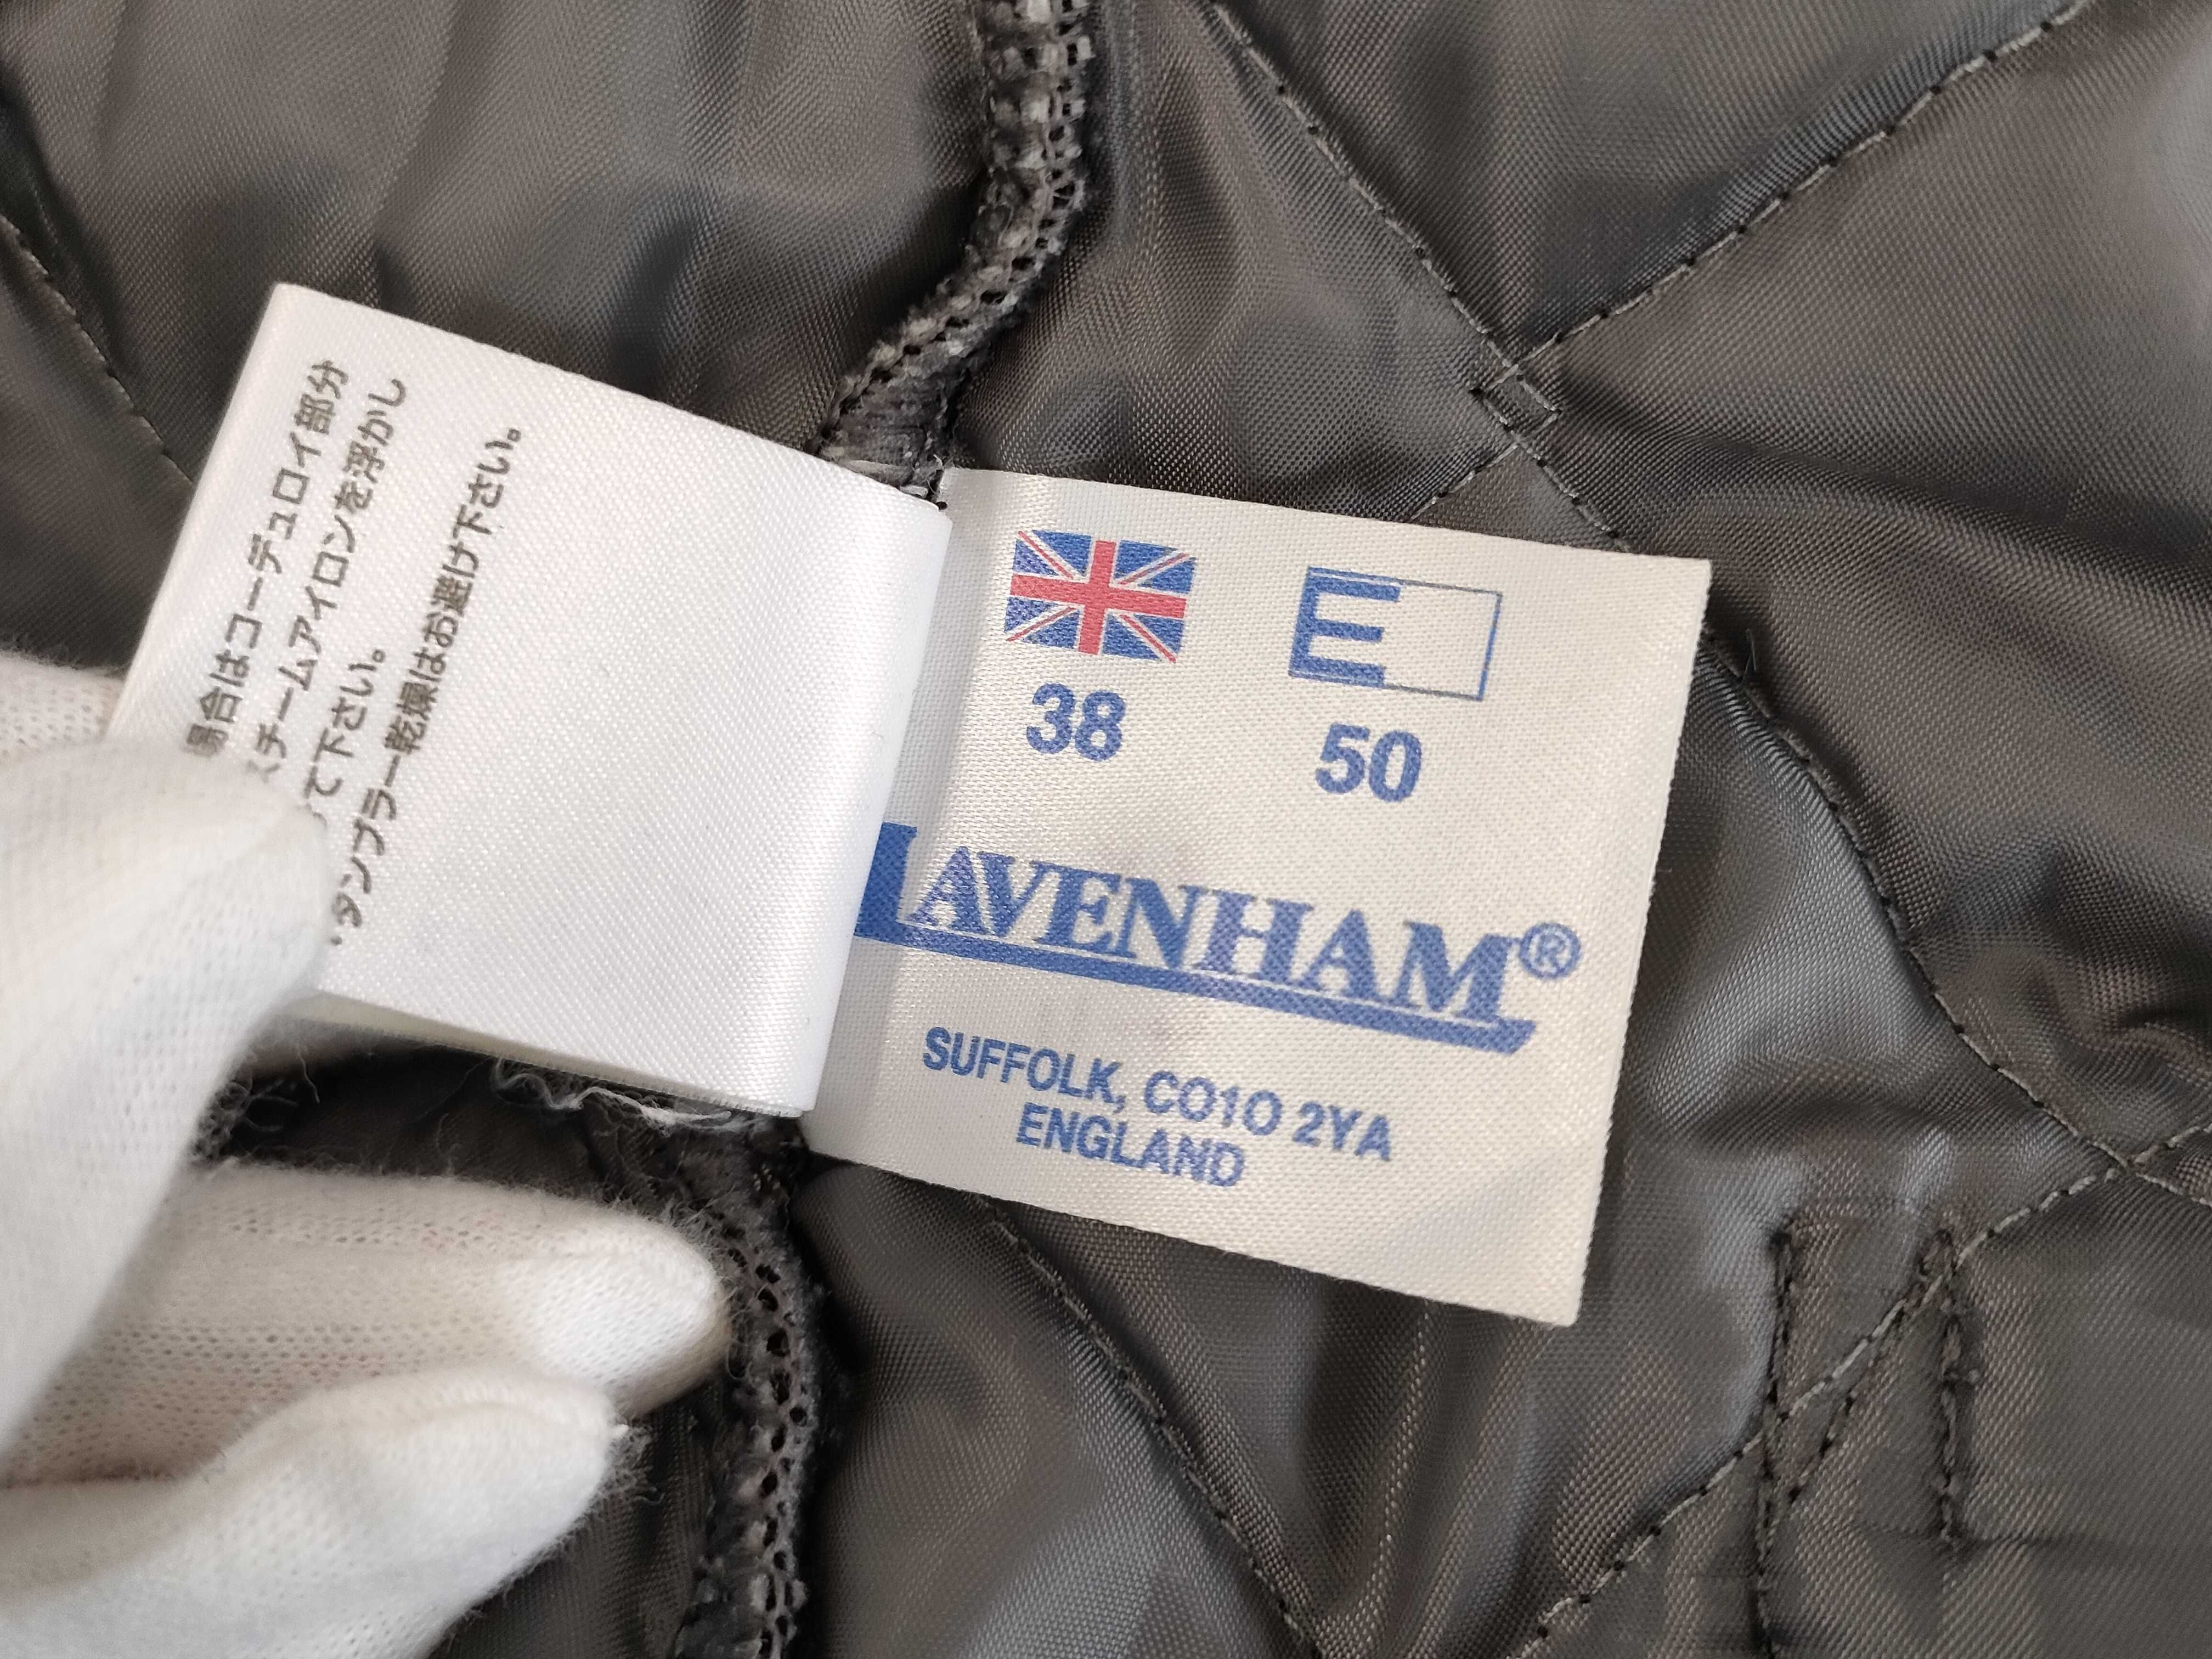 場合はコーデュロイ部分
スチームアイロンを浮かし
て下さい。
・タンブラー乾燥はお避け下さい。
E
38
50
LAVENHAM®
SUFFOLK, CO10 2YA
ENGLAND